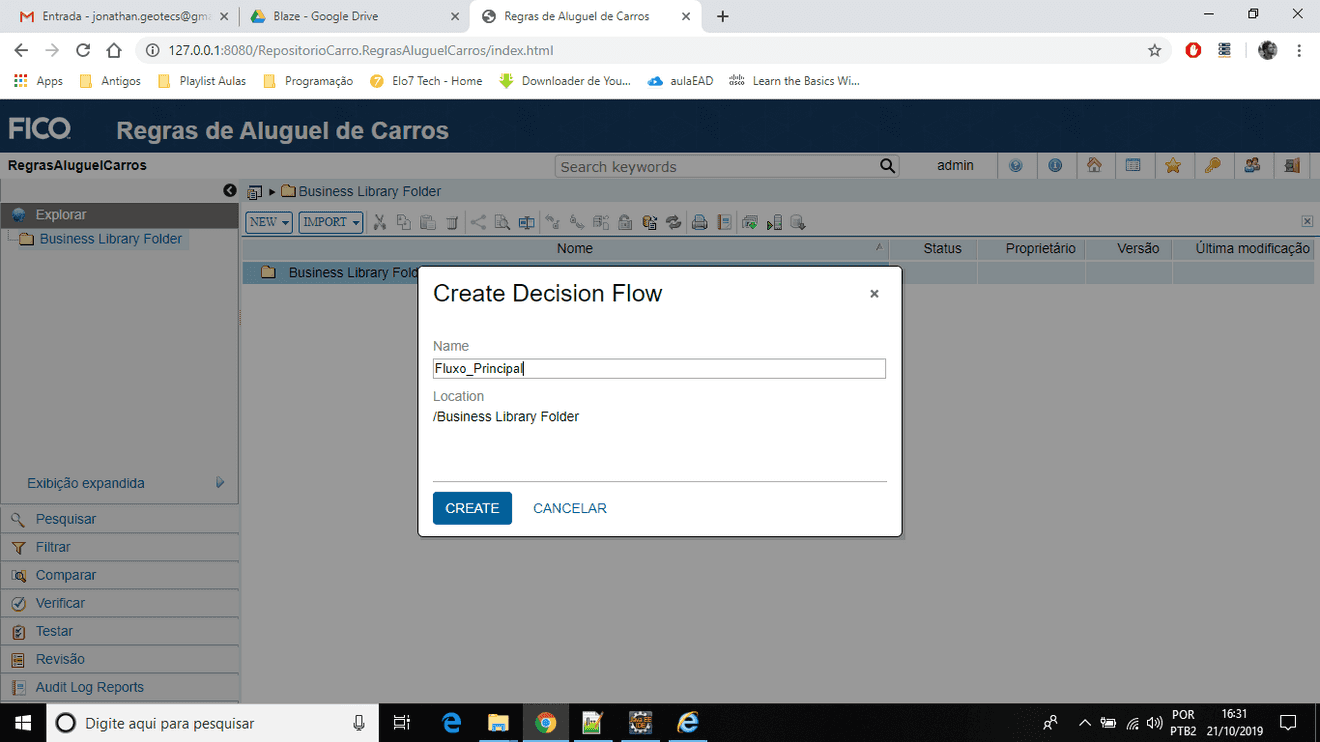 Entrada - jonathan.geotecs@gma
Blaze - Google Drive
Regras de Aluguel de Carros
127.0.0.1:8080/RepositorioCarro.RegrasAluguelCarros/index.html
Apps
Antigos
Playlist Aulas
Programação
Elo7 Tech - Home
Downloader de You...
aulaEAD
Learn the Basics Wi...
FICO
Regras de Aluguel de Carros
RegrasAluguelCarros
Search keywords
admin
Business Library Folder
Explorar
Business Library Folder
NEW
IMPORT
Nome
Status
Proprietário
Versão
Última modificação
Business Library Fold
Create Decision Flow
Name
Fluxo_Principal
Location
/Business Library Folder
CREATE
CANCELAR
Exibição expandida
Pesquisar
Filtrar
Comparar
Verificar
Testar
Revisão
Audit Log Reports
Digite aqui para pesquisar
POR
PTB2
16:31
21/10/2019